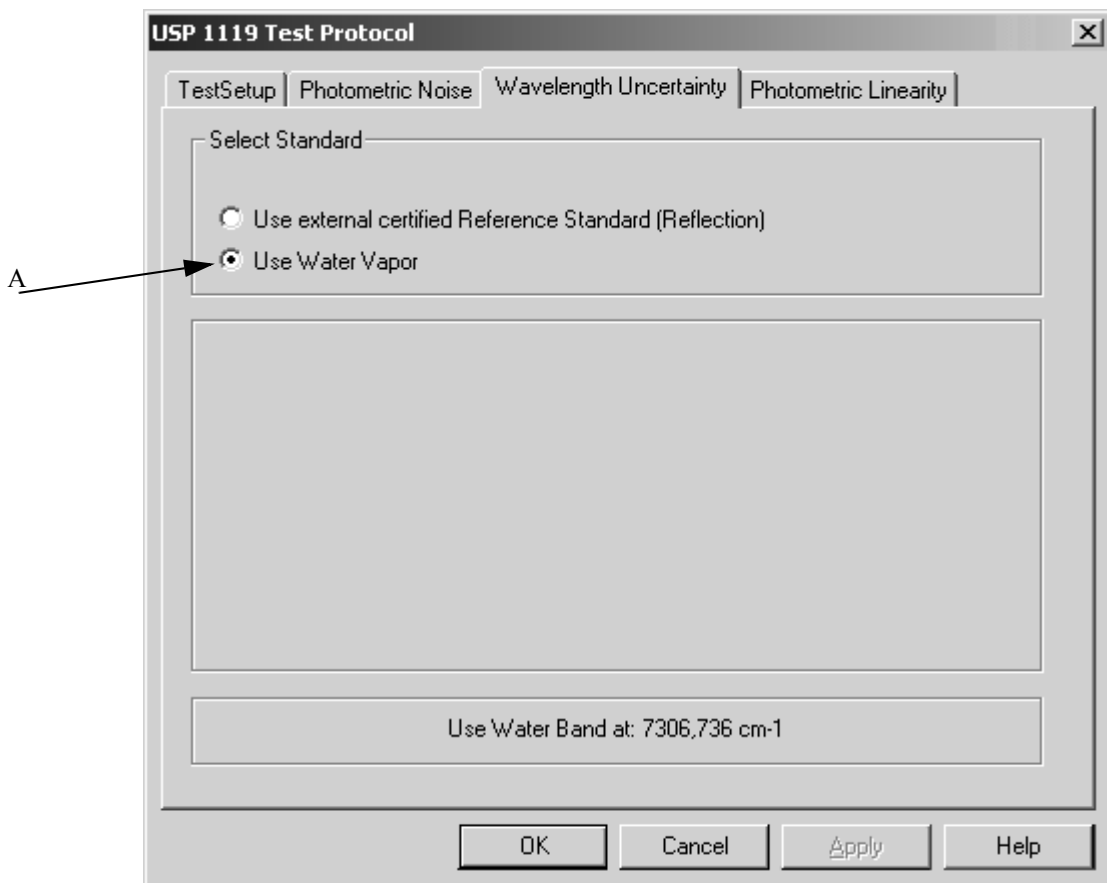 USP 1119 Test Protocol
TestSetup Photometric Noise Wavelength Uncertainty Photometric Linearity
Select Standard
Use external certified Reference Standard (Reflection)
A
Use Water Vapor
Use Water Band at: 7306,736 cm-1
OK Cancel Apply Help